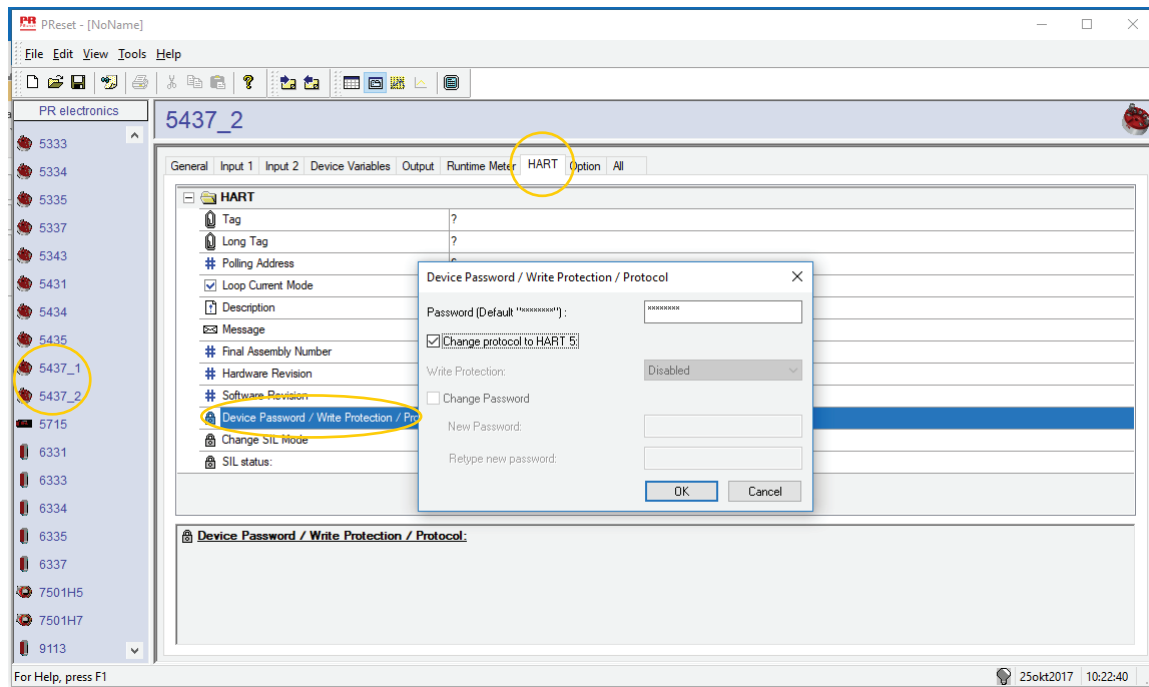 PReset - [NoName]
File Edit View Tools Help
PR electronics
5333
5334
5335
5337
5343
5431
5434
5435
5437_1
5437_2
5715
6331
6333
6334
6335
6337
7501H5
7501H7
9113
5437_2
General Input 1 Input 2 Device Variables Output Runtime Meter HART Option All
HART
Tag ?
Long Tag ?
Polling Address
Loop Current Mode
Description
Message
Final Assembly Number
Hardware Revision
Software Revision
Device Password / Write Protection / Pro
Change SIL Mode
SIL status:
Device Password / Write Protection / Protocol
Password (Default "********") :
********
Change protocol to HART 5:
Write Protection: Disabled
Change Password
New Password:
Retype new password:
OK Cancel
Device Password / Write Protection / Protocol:
For Help, press F1
25okt2017 10:22:40